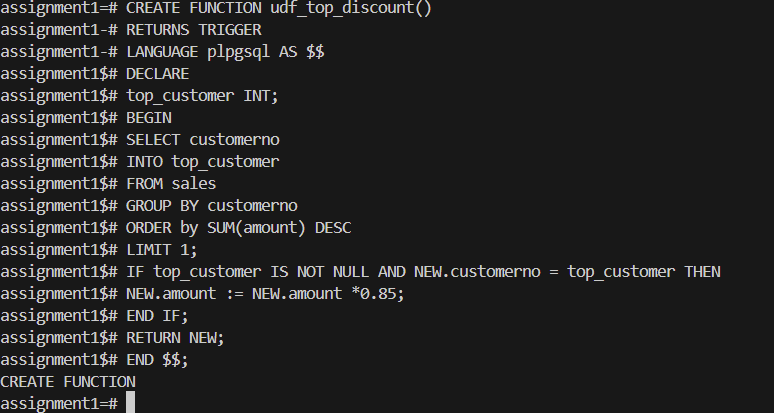 assignment1=# CREATE FUNCTION udf_top_discount()
assignment1-# RETURNS TRIGGER
assignment1-# LANGUAGE plpgsql AS $$
assignment1$# DECLARE
assignment1$# top_customer INT;
assignment1$# BEGIN
assignment1$# SELECT customerno
assignment1$# INTO top_customer
assignment1$# FROM sales
assignment1$# GROUP BY customerno
assignment1$# ORDER by SUM(amount) DESC
assignment1$# LIMIT 1;
assignment1$# IF top_customer IS NOT NULL AND NEW.customerno = top_customer THEN
assignment1$# NEW.amount := NEW.amount *0.85;
assignment1$# END IF;
assignment1$# RETURN NEW;
assignment1$# END $$;
CREATE FUNCTION
assignment1=#